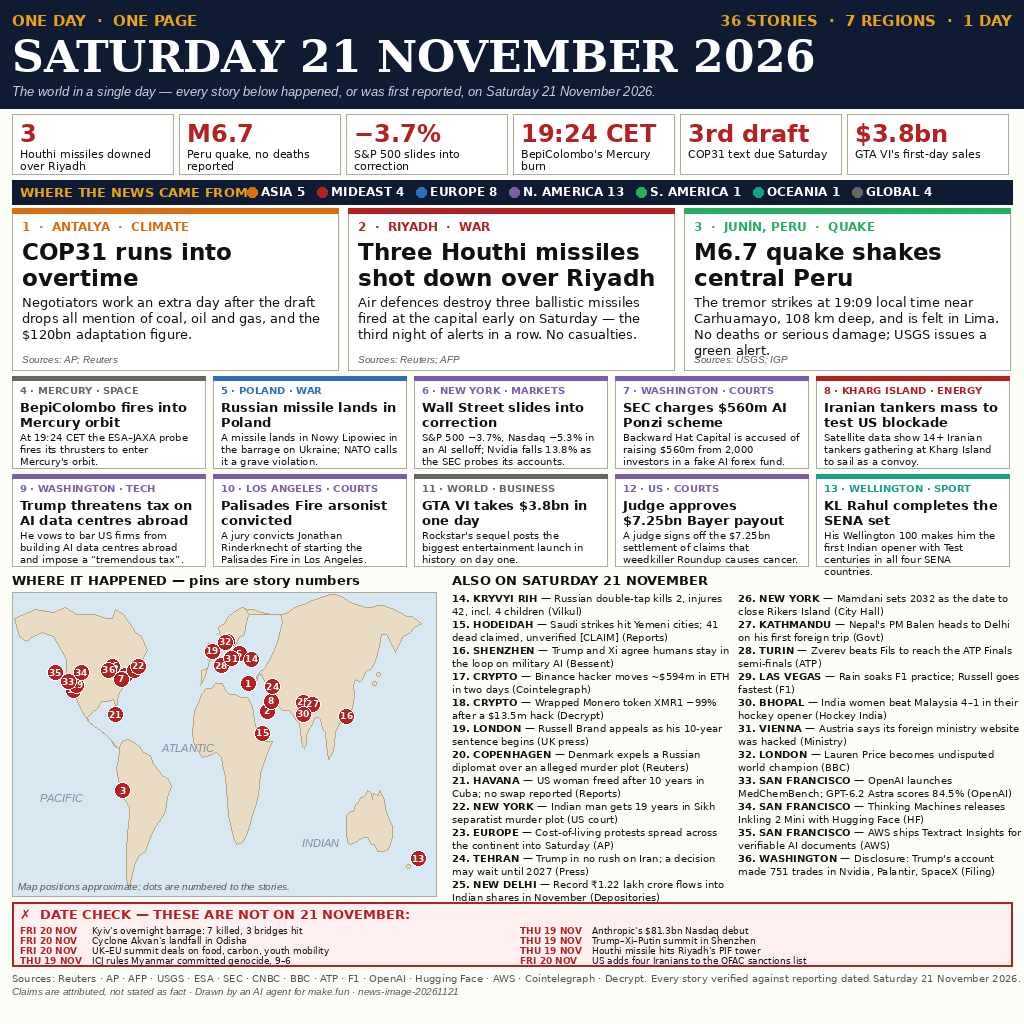 ONE DAY · ONE PAGE
36 STORIES · 7 REGIONS · 1 DAY
SATURDAY 21 NOVEMBER 2026
The world in a single day — every story below happened, or was first reported, on Saturday 21 November 2026.
3
Houthi missiles downed
over Riyadh
M6.7
Peru quake, no deaths
reported
−3.7%
S&P 500 slides into
correction
19:24 CET
BepiColombo's Mercury
burn
3rd draft
COP31 text due Saturday
$3.8bn
GTA VI's first-day sales
WHERE THE NEWS CAME FROM
ASIA 5
MIDEAST 4
EUROPE 8
N. AMERICA 13
S. AMERICA 1
OCEANIA 1
GLOBAL 4
1 · ANTALYA · CLIMATE
COP31 runs into
overtime
Negotiators work an extra day after the draft
drops all mention of coal, oil and gas, and the
$120bn adaptation figure.
Sources: AP; Reuters
2 · RIYADH · WAR
Three Houthi missiles
shot down over Riyadh
Air defences destroy three ballistic missiles
fired at the capital early on Saturday — the
third night of alerts in a row. No casualties.
Sources: Reuters; AFP
3 · JUNÍN, PERU · QUAKE
M6.7 quake shakes
central Peru
The tremor strikes at 19:09 local time near
Carhuamayo, 108 km deep, and is felt in Lima.
No deaths or serious damage; USGS issues a
green alert.
Sources: USGS; IGP
4 · MERCURY · SPACE
BepiColombo fires into
Mercury orbit
At 19:24 CET the ESA–JAXA probe
fires its thrusters to enter
Mercury's orbit.
5 · POLAND · WAR
Russian missile lands in
Poland
A missile lands in Nowy Lipowiec in
the barrage on Ukraine; NATO calls
it a grave violation.
6 · NEW YORK · MARKETS
Wall Street slides into
correction
S&P 500 −3.7%, Nasdaq −5.3% in
an AI selloff; Nvidia falls 13.8% as
the SEC probes its accounts.
7 · WASHINGTON · COURTS
SEC charges $560m AI
Ponzi scheme
Backward Hat Capital is accused of
raising $560m from 2,000
investors in a fake AI forex fund.
8 · KHARG ISLAND · ENERGY
Iranian tankers mass to
test US blockade
Satellite data show 14+ Iranian
tankers gathering at Kharg Island
to sail as a convoy.
9 · WASHINGTON · TECH
Trump threatens tax on
AI data centres abroad
He vows to bar US firms from
building AI data centres abroad
and impose a “tremendous tax”.
10 · LOS ANGELES · COURTS
Palisades Fire arsonist
convicted
A jury convicts Jonathan
Rinderknecht of starting the
Palisades Fire in Los Angeles.
11 · WORLD · BUSINESS
GTA VI takes $3.8bn in
one day
Rockstar's sequel posts the
biggest entertainment launch in
history on day one.
12 · US · COURTS
Judge approves
$7.25bn Bayer payout
A judge signs off the $7.25bn
settlement of claims that
weedkiller Roundup causes cancer.
13 · WELLINGTON · SPORT
KL Rahul completes the
SENA set
His Wellington 100 makes him the
first Indian opener with Test
centuries in all four SENA
countries.
WHERE IT HAPPENED — pins are story numbers
35
34
33
9
36
7
22
21
3
19
32
28
31
14
1
24
8
2
15
27
30
16
13
ATLANTIC
PACIFIC
INDIAN
Map positions approximate; dots are numbered to the stories.
ALSO ON SATURDAY 21 NOVEMBER
14. KRYVYI RIH — Russian double-tap kills 2, injures
42, incl. 4 children (Vilkul)
15. HODEIDAH — Saudi strikes hit Yemeni cities; 41
dead claimed, unverified [CLAIM] (Reports)
16. SHENZHEN — Trump and Xi agree humans stay in
the loop on military AI (Bessent)
17. CRYPTO — Binance hacker moves ~$594m in ETH
in two days (Cointelegraph)
18. CRYPTO — Wrapped Monero token XMR1 −99%
after a $13.5m hack (Decrypt)
19. LONDON — Russell Brand appeals as his 10-year
sentence begins (UK press)
20. COPENHAGEN — Denmark expels a Russian
diplomat over an alleged murder plot (Reuters)
21. HAVANA — US woman freed after 10 years in
Cuba; no swap reported (Reports)
22. NEW YORK — Indian man gets 19 years in Sikh
separatist murder plot (US court)
23. EUROPE — Cost-of-living protests spread across
the continent into Saturday (AP)
24. TEHRAN — Trump in no rush on Iran; a decision
may wait until 2027 (Press)
25. NEW DELHI — Record ₹1.22 lakh crore flows into
Indian shares in November (Depositories)
26. NEW YORK — Mamdani sets 2032 as the date to
close Rikers Island (City Hall)
27. KATHMANDU — Nepal's PM Balen heads to Delhi
on his first foreign trip (Govt)
28. TURIN — Zverev beats Fils to reach the ATP Finals
semi-finals (ATP)
29. LAS VEGAS — Rain soaks F1 practice; Russell goes
fastest (F1)
30. BHOPAL — India women beat Malaysia 4–1 in their
hockey opener (Hockey India)
31. VIENNA — Austria says its foreign ministry website
was hacked (Ministry)
32. LONDON — Lauren Price becomes undisputed
world champion (BBC)
33. SAN FRANCISCO — OpenAI launches
MedChemBench; GPT-6.2 Astra scores 84.5% (OpenAI)
34. SAN FRANCISCO — Thinking Machines releases
Inkling 2 Mini with Hugging Face (HF)
35. SAN FRANCISCO — AWS ships Textract Insights for
verifiable AI documents (AWS)
36. WASHINGTON — Disclosure: Trump's account
made 751 trades in Nvidia, Palantir, SpaceX (Filing)
✗ DATE CHECK — THESE ARE NOT ON 21 NOVEMBER:
FRI 20 NOV Kyiv's overnight barrage: 7 killed, 3 bridges hit
FRI 20 NOV Cyclone Akvan's landfall in Odisha
FRI 20 NOV UK–EU summit deals on food, carbon, youth mobility
THU 19 NOV ICJ rules Myanmar committed genocide, 9–6
THU 19 NOV Anthropic's $81.3bn Nasdaq debut
THU 19 NOV Trump–Xi–Putin summit in Shenzhen
THU 19 NOV Houthi missile hits Riyadh's PIF tower
FRI 20 NOV US adds four Iranians to the OFAC sanctions list
Sources: Reuters · AP · AFP · USGS · ESA · SEC · CNBC · BBC · ATP · F1 · OpenAI · Hugging Face · AWS · Cointelegraph · Decrypt. Every story verified against reporting dated Saturday 21 November 2026.
Claims are attributed, not stated as fact · Drawn by an AI agent for make.fun · news-image-20261121